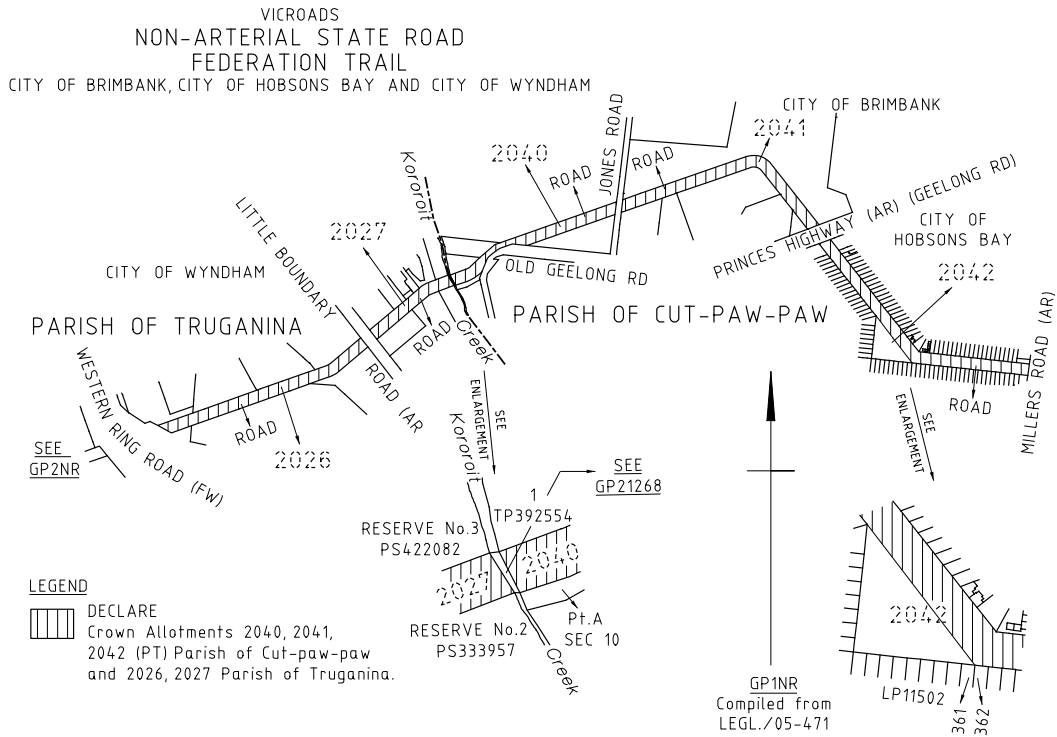 VICROADS
NON-ARTERIAL STATE ROAD
FEDERATION TRAIL
CITY OF BRIMBANK, CITY OF HOBSONS BAY AND CITY OF WYNDHAM
CITY OF BRIMBANK
2041
JONES ROAD
2040
ROAD
ROAD
Kororoit
PRINCES HIGHWAY (AR) (GEELONG RD)
LITTLE BOUNDARY
ROAD (AR
2027
CITY OF
HOBSONS BAY
CITY OF WYNDHAM
OLD GEELONG RD
2042
PARISH OF TRUGANINA
PARISH OF CUT-PAW-PAW
ROAD
Creek
MILLERS ROAD (AR)
WESTERN RING ROAD (FW)
ROAD
SEE
ENLARGEMENT
ROAD
SEE
ENLARGEMENT
SEE
GP2NR
2026
Kororoit
SEE
GP21268
1
TP392554
RESERVE No.3
PS422082
2040
2027
LEGEND
DECLARE
Crown Allotments 2040, 2041,
2042 (PT) Parish of Cut-paw-paw
and 2026, 2027 Parish of Truganina.
Pt.A
SEC 10
RESERVE No.2
PS333957
Creek
2042
GP1NR
Compiled from
LEGL./05-471
LP11502
361
362